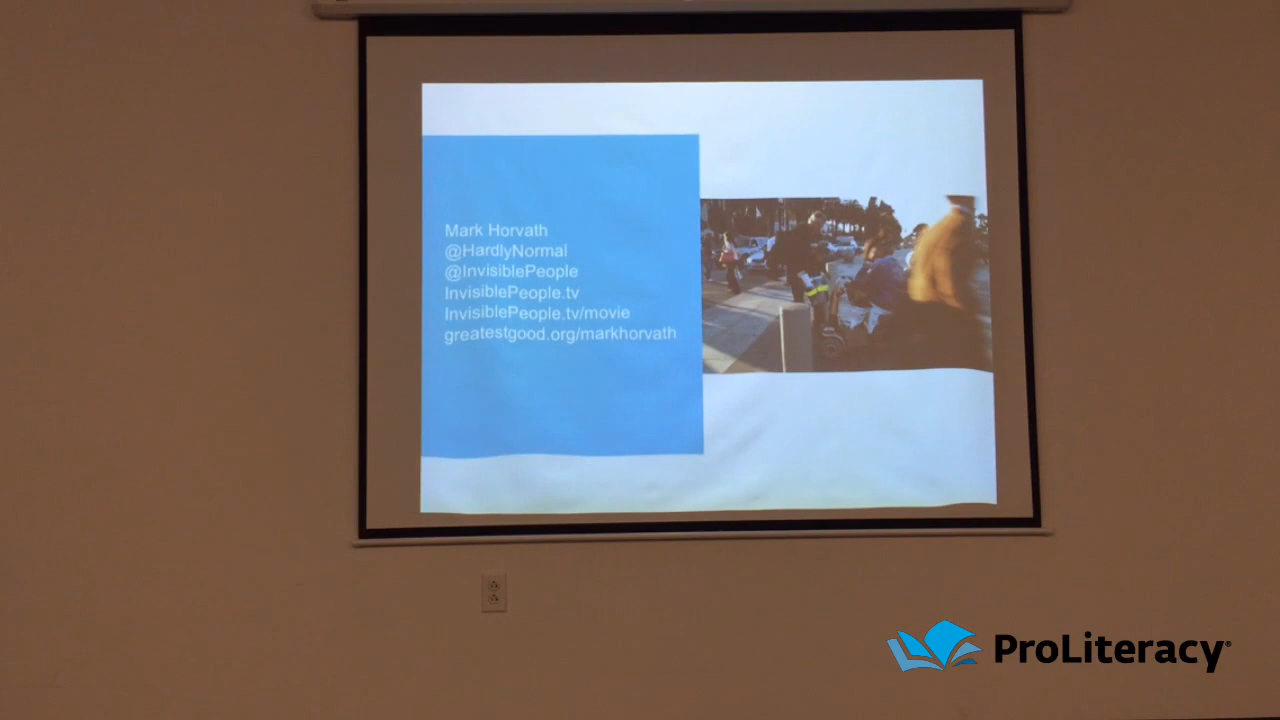 Mark Horvath
@HardlyNormal
@InvisiblePeople
InvisiblePeople.tv
InvisiblePeople.tv/movie
greatestgood.org/markhorvath
ProLiteracy®